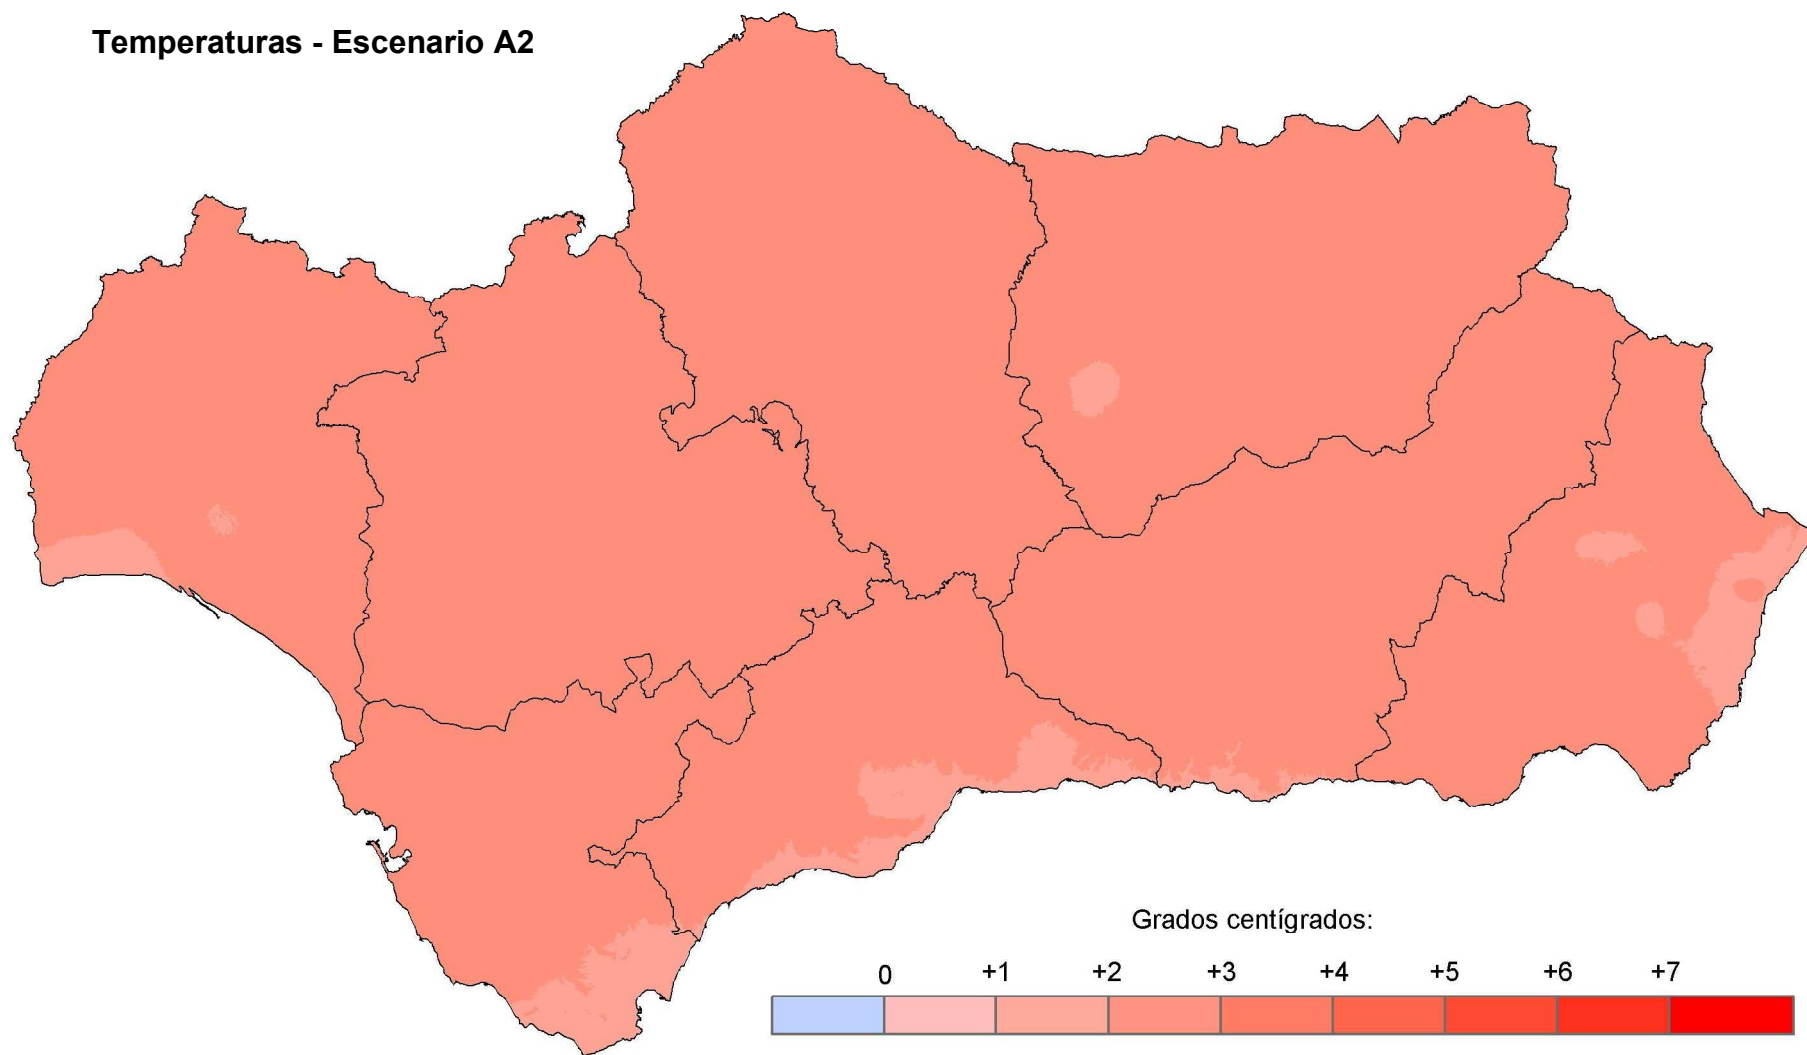 Temperaturas - Escenario A2
Grados centígrados:
0 +1 +2 +3 +4 +5 +6 +7